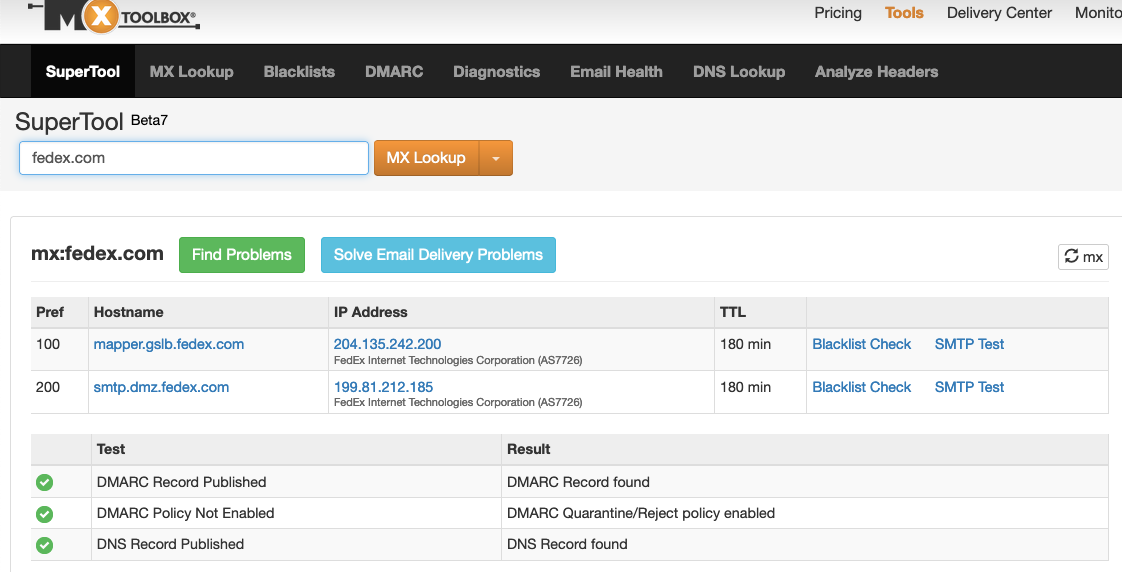 MX TOOLBOX®
Pricing Tools Delivery Center
SuperTool MX Lookup Blacklists DMARC Diagnostics Email Health DNS Lookup Analyze Headers
SuperTool Beta7
fedex.com MX Lookup
mx:fedex.com Find Problems Solve Email Delivery Problems mx
Pref Hostname IP Address TTL
100 mapper.gslb.fedex.com 204.135.242.200 180 min Blacklist Check SMTP Test
FedEx Internet Technologies Corporation (AS7726)
200 smtp.dmz.fedex.com 199.81.212.185 180 min Blacklist Check SMTP Test
FedEx Internet Technologies Corporation (AS7726)
Test Result
DMARC Record Published DMARC Record found
DMARC Policy Not Enabled DMARC Quarantine/Reject policy enabled
DNS Record Published DNS Record found